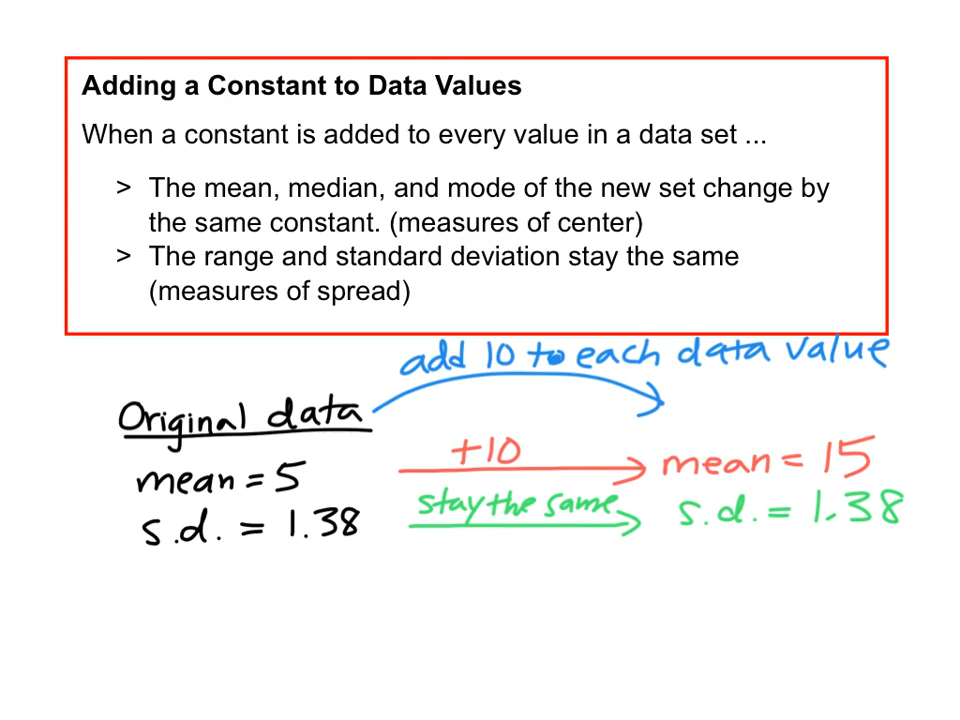 Adding a Constant to Data Values
When a constant is added to every value in a data set ...
> The mean, median, and mode of the new set change by
the same constant. (measures of center)
> The range and standard deviation stay the same
(measures of spread)
add 10 to each data value
Original data
mean = 5 +10 mean = 15
s.d. = 1.38 stay the same s.d. = 1.38